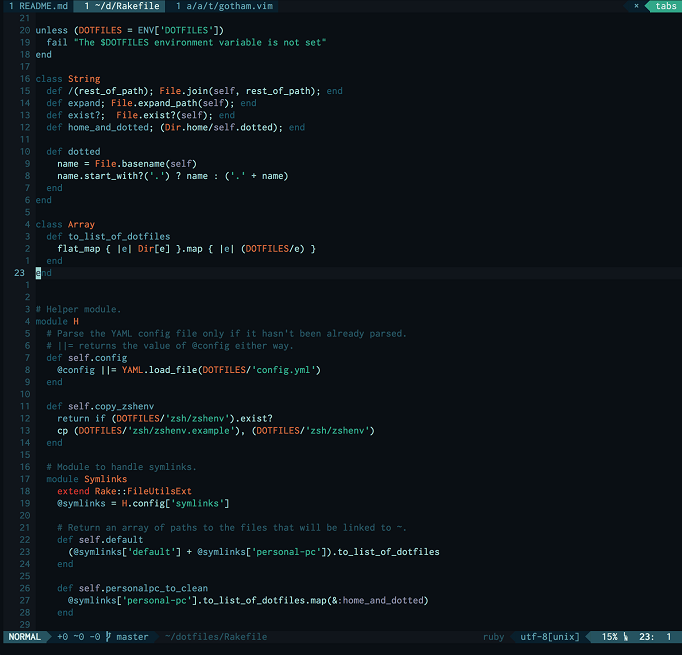 1 README.md 1 ~/d/Rakefile 1 a/a/t/gotham.vim × tabs
21
20 unless (DOTFILES = ENV['DOTFILES'])
19 fail "The $DOTFILES environment variable is not set"
18 end
17
16 class String
15 def /(rest_of_path); File.join(self, rest_of_path); end
14 def expand; File.expand_path(self); end
13 def exist?; File.exist?(self); end
12 def home_and_dotted; (Dir.home/self.dotted); end
11
10 def dotted
9 name = File.basename(self)
8 name.start_with?('.') ? name : ('.' + name)
7 end
6 end
5
4 class Array
3 def to_list_of_dotfiles
2 flat_map { |e| Dir[e] }.map { |e| (DOTFILES/e) }
1 end
23 end
1
2
3 # Helper module.
4 module H
5 # Parse the YAML config file only if it hasn't been already parsed.
6 # ||= returns the value of @config either way.
7 def self.config
8 @config ||= YAML.load_file(DOTFILES/'config.yml')
9 end
10
11 def self.copy_zshenv
12 return if (DOTFILES/'zsh/zshenv').exist?
13 cp (DOTFILES/'zsh/zshenv.example'), (DOTFILES/'zsh/zshenv')
14 end
15
16 # Module to handle symlinks.
17 module Symlinks
18 extend Rake::FileUtilsExt
19 @symlinks = H.config['symlinks']
20
21 # Return an array of paths to the files that will be linked to ~.
22 def self.default
23 (@symlinks['default'] + @symlinks['personal-pc']).to_list_of_dotfiles
24 end
25
26 def self.personalpc_to_clean
27 @symlinks['personal-pc'].to_list_of_dotfiles.map(&:home_and_dotted)
28 end
29
NORMAL +0 ~0 -0 master ~/dotfiles/Rakefile ruby utf-8[unix] 15% 23: 1